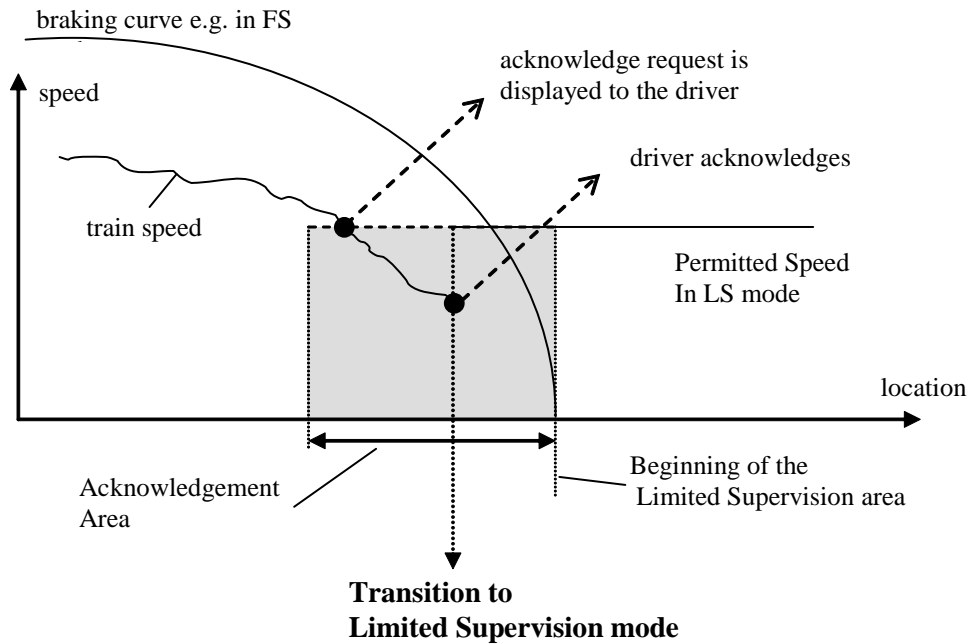 braking curve e.g. in FS
acknowledge request is
displayed to the driver
speed
driver acknowledges
train speed
Permitted Speed
In LS mode
location
Acknowledgement
Area
Beginning of the
Limited Supervision area
Transition to
Limited Supervision mode